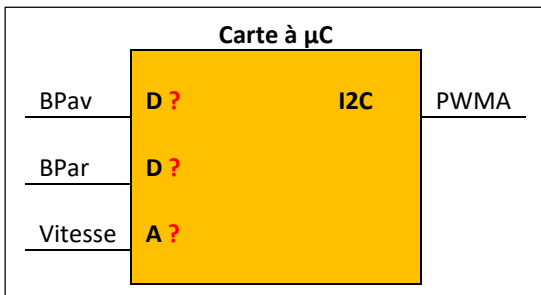 Carte à µC
BPav D ? I2C PWMA
BPar D ?
Vitesse A ?